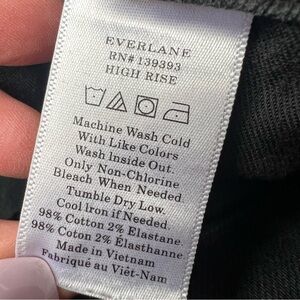 EVERLANE
RN# 139393
HIGH RISE
Machine Wash Cold
With Like Colors
Wash Inside Out.
Only Non-Chlorine
Bleach When Needed.
Tumble Dry Low.
Cool Iron if Needed.
98% Cotton 2% Elastane.
98% Coton 2% Elasthanne
Made in Vietnam
Fabriqué au Viêt-Nam